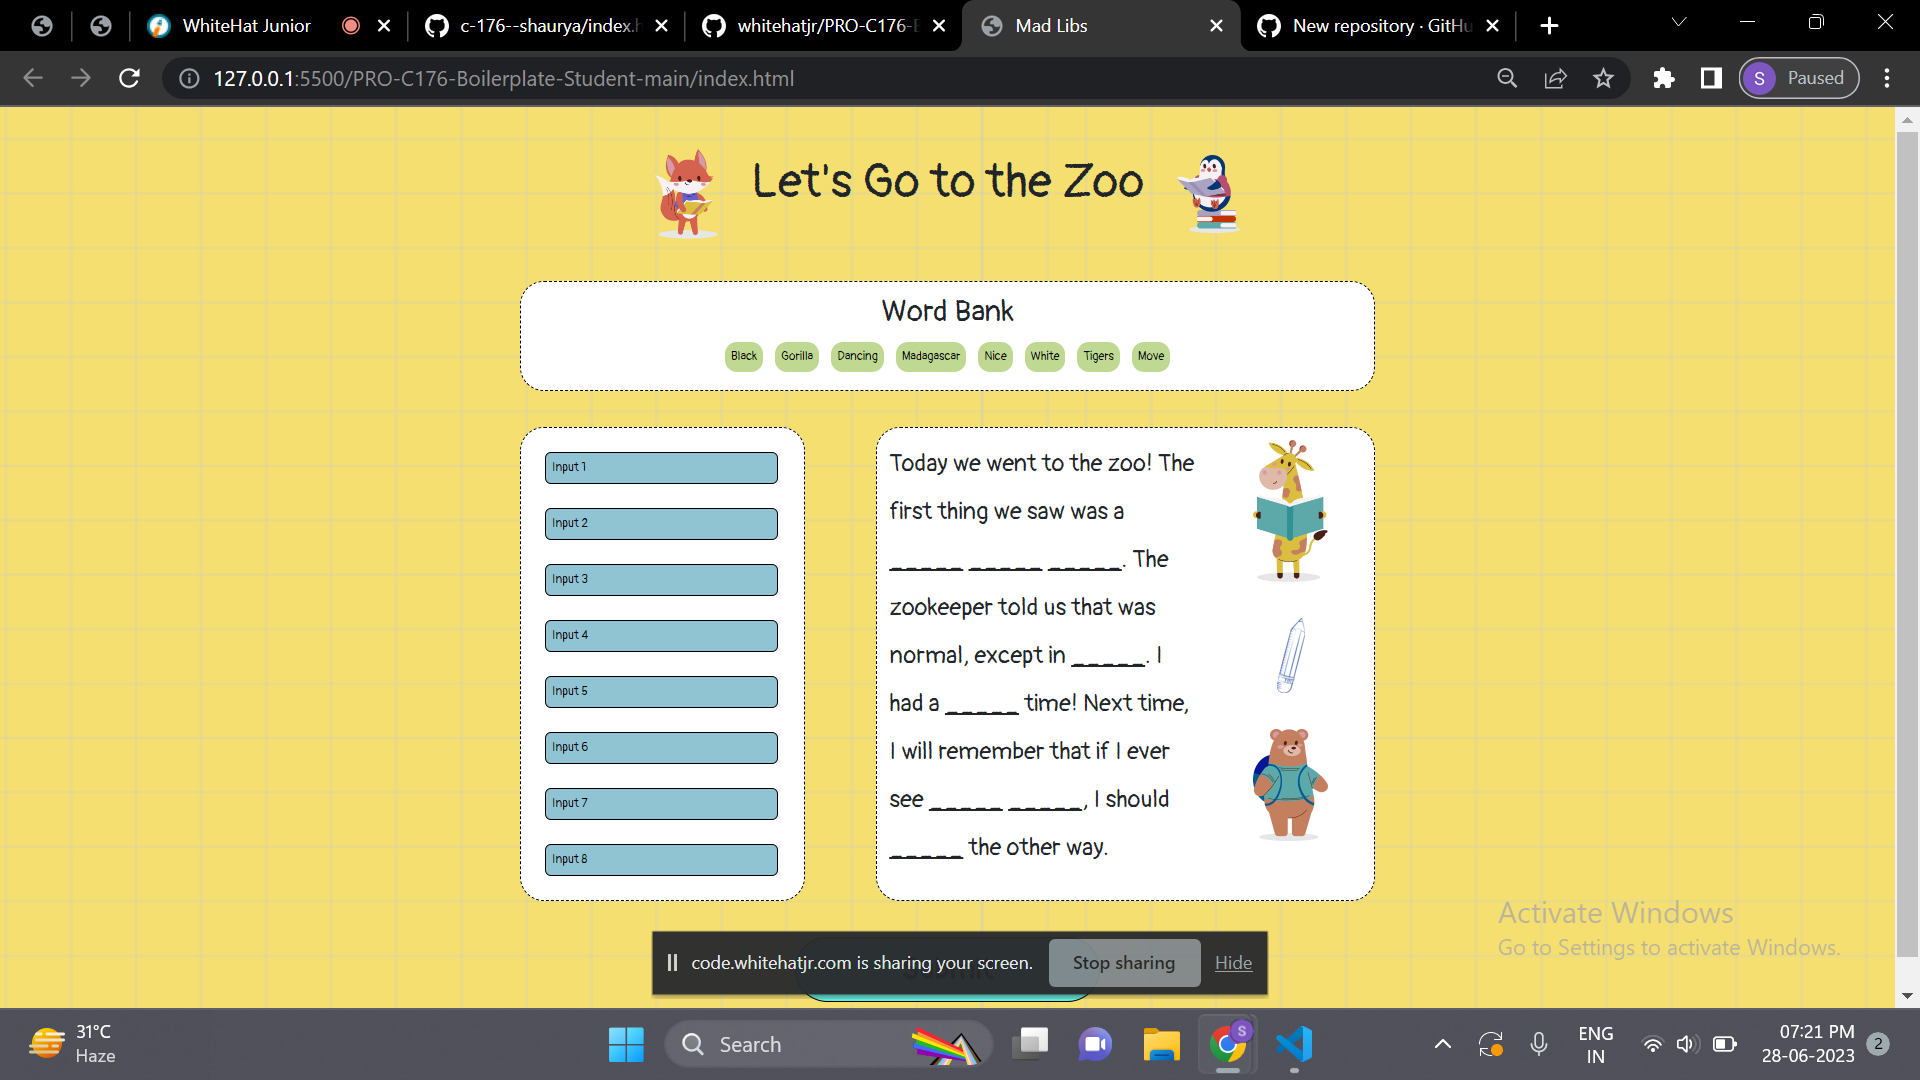 WhiteHat Junior
c-176--shaurya/index.h
whitehatjr/PRO-C176-B
Mad Libs
New repository · GitHu
127.0.0.1:5500/PRO-C176-Boilerplate-Student-main/index.html
S
Paused
Let's Go to the Zoo
Word Bank
Black Gorilla Dancing Madagascar Nice White Tigers Move
Input 1
Input 2
Input 3
Input 4
Input 5
Input 6
Input 7
Input 8
Today we went to the zoo! The
first thing we saw was a
_____ _____ _____. The
zookeeper told us that was
normal, except in _____. I
had a _____ time! Next time,
I will remember that if I ever
see _____ _____, I should
_____ the other way.
Activate Windows
Go to Settings to activate Windows.
code.whitehatjr.com is sharing your screen.
Stop sharing
Hide
31°C
Haze
Search
S
ENG
IN
07:21 PM
28-06-2023
2